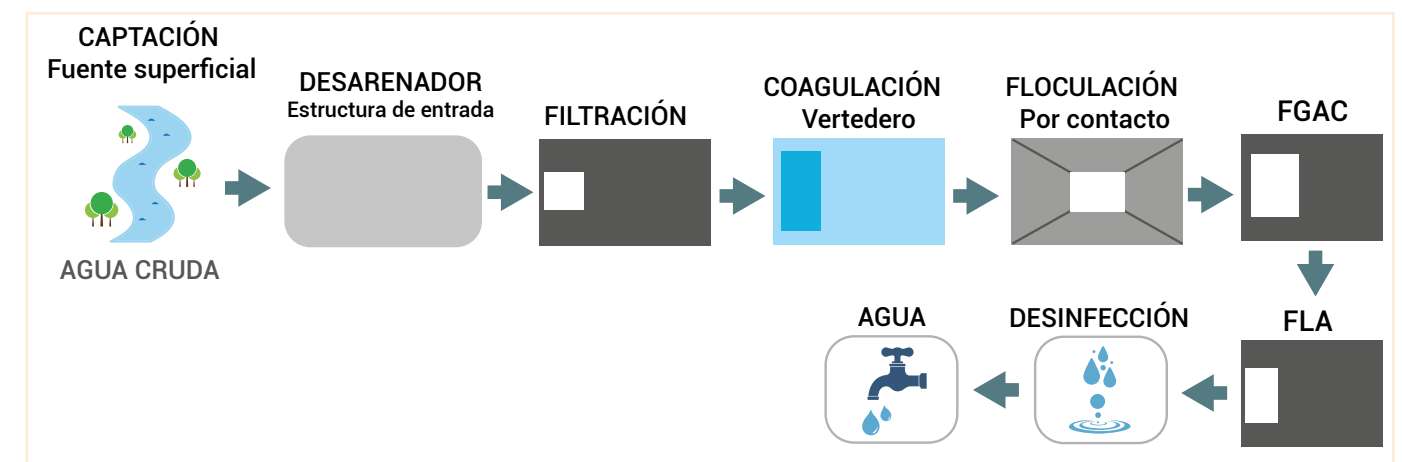 CAPTACIÓN
Fuente superficial
AGUA CRUDA
DESARENADOR
Estructura de entrada
FILTRACIÓN
COAGULACIÓN
Vertedero
FLOCULACIÓN
Por contacto
FGAC
FLA
DESINFECCIÓN
AGUA